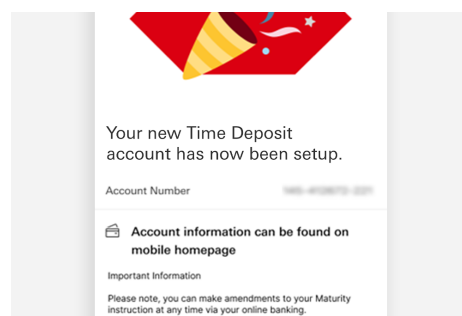 Your new Time Deposit
account has now been setup.
Account Number
Account information can be found on
mobile homepage
Important Information
Please note, you can make amendments to your Maturity
instruction at any time via your online banking.